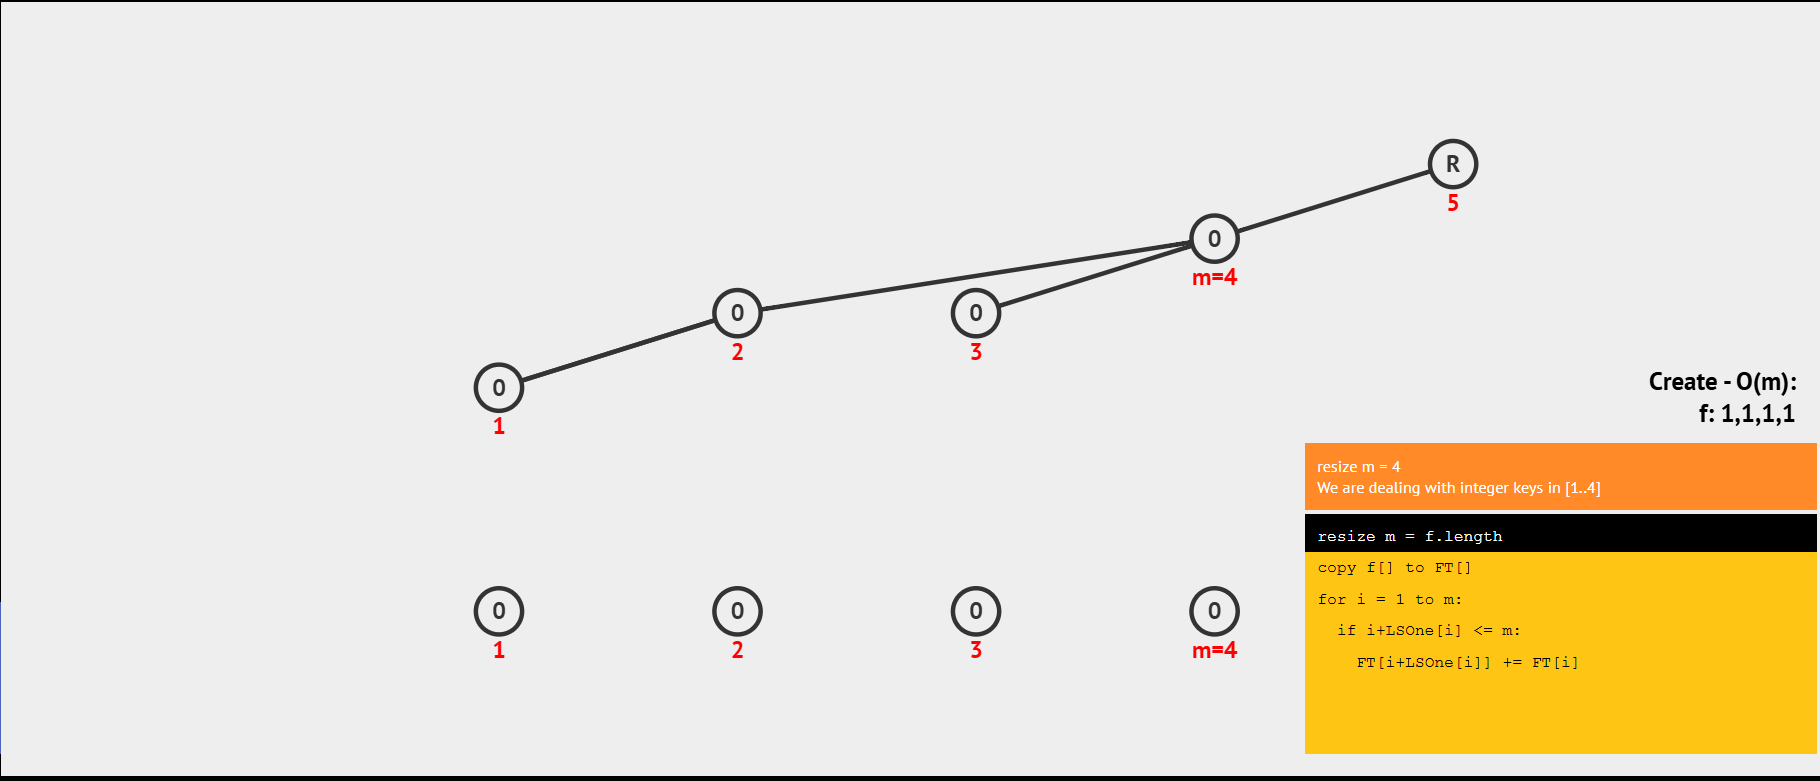 R
5
0
m=4
0
0
2
3
0
1
Create - O(m):
f: 1,1,1,1
resize m = 4
We are dealing with integer keys in [1..4]
resize m = f.length
copy f[] to FT[]
for i = 1 to m:
if i+LSOne[i] <= m:
FT[i+LSOne[i]] += FT[i]
0 0 0 0
1 2 3 m=4